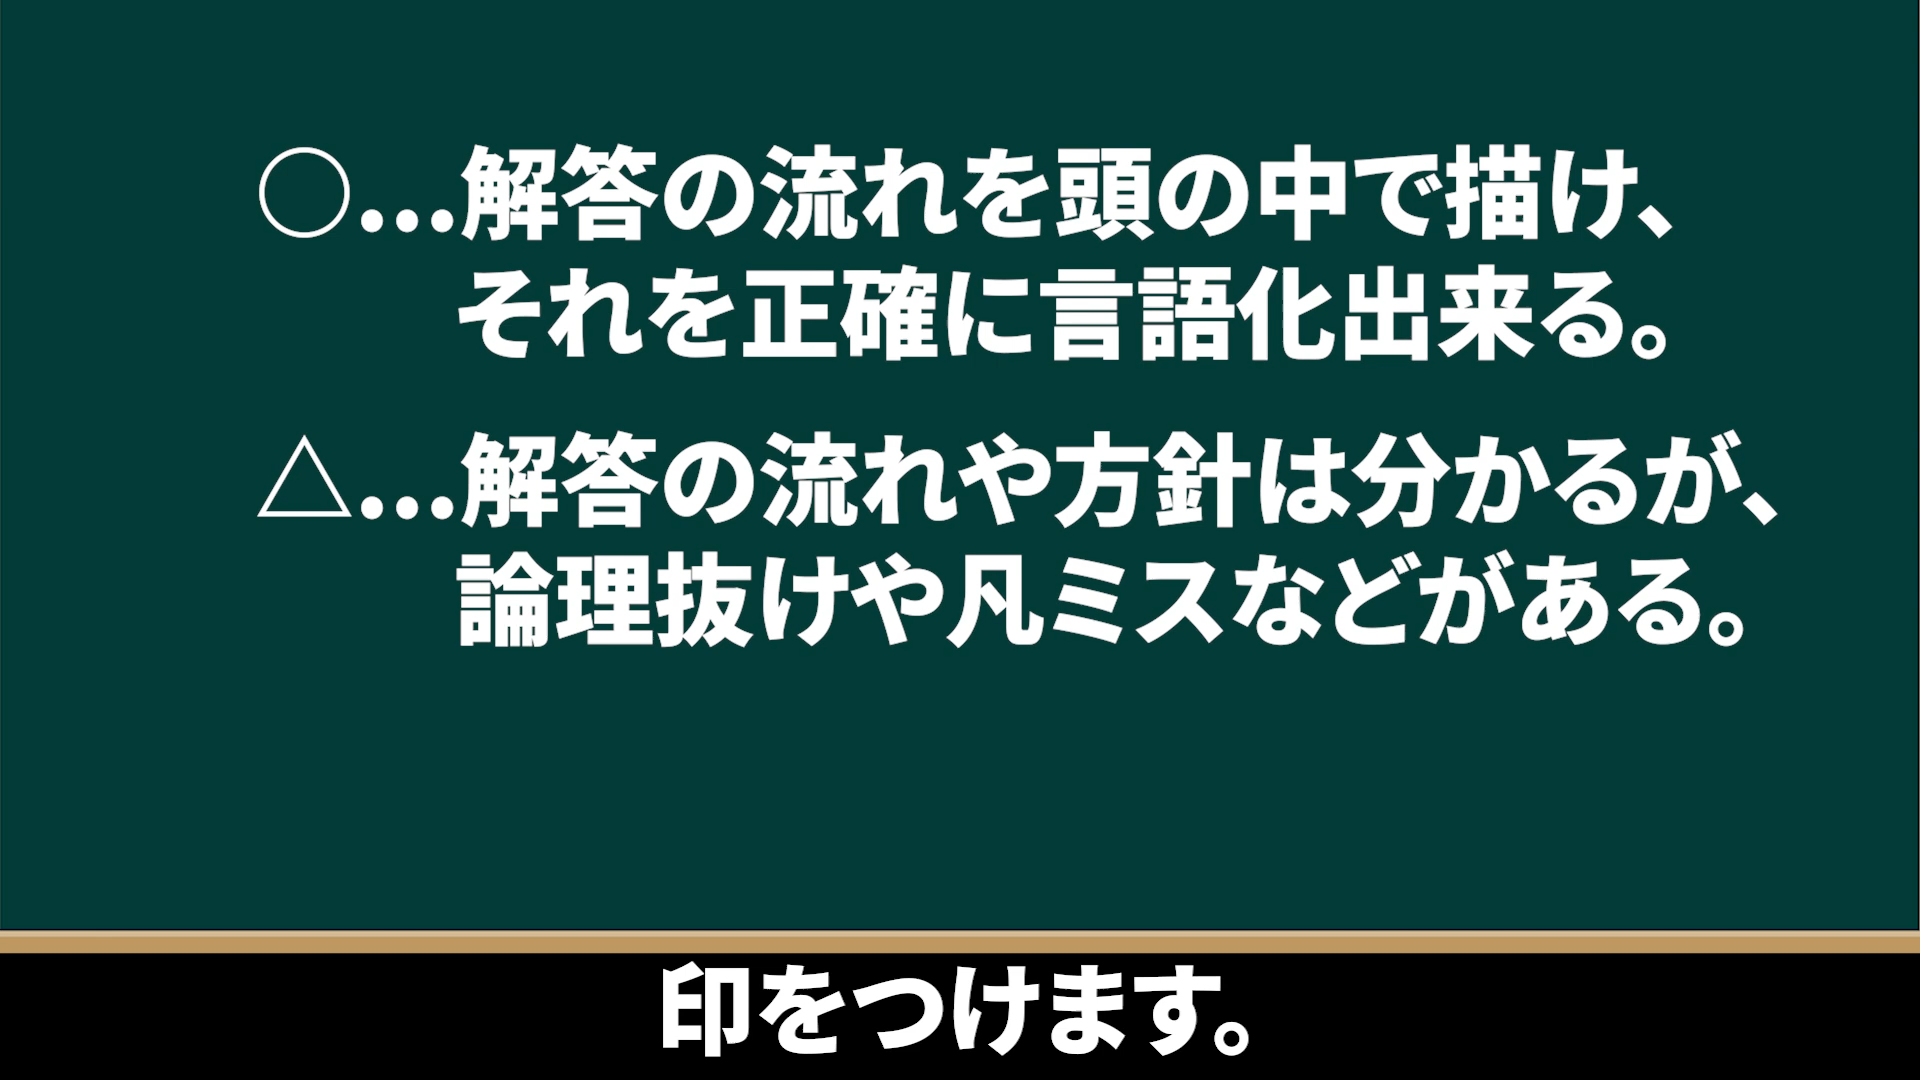 ○…解答の流れを頭の中で描け、
それを正確に言語化出来る。
△…解答の流れや方針は分かるが、
論理抜けや凡ミスなどがある。
印をつけます。